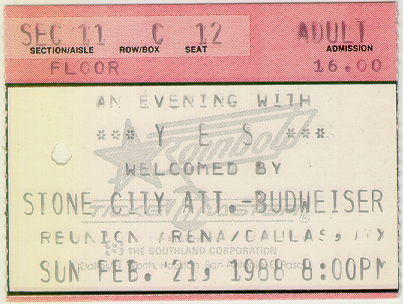 SEC 11 C 12 ADULT
SECTION/AISLE ROW/BOX SEAT ADMISSION
FLOOR 16.00
AN EVENING WITH
*** Y E S ***
Rainbow
WELCOMED BY
STONE CITY ATT.-BUDWEISER
REUNION ARENA/DALLAS, TX
THE SOUTHLAND CORPORATION
SUN FEB. 21, 1988 8:00PM